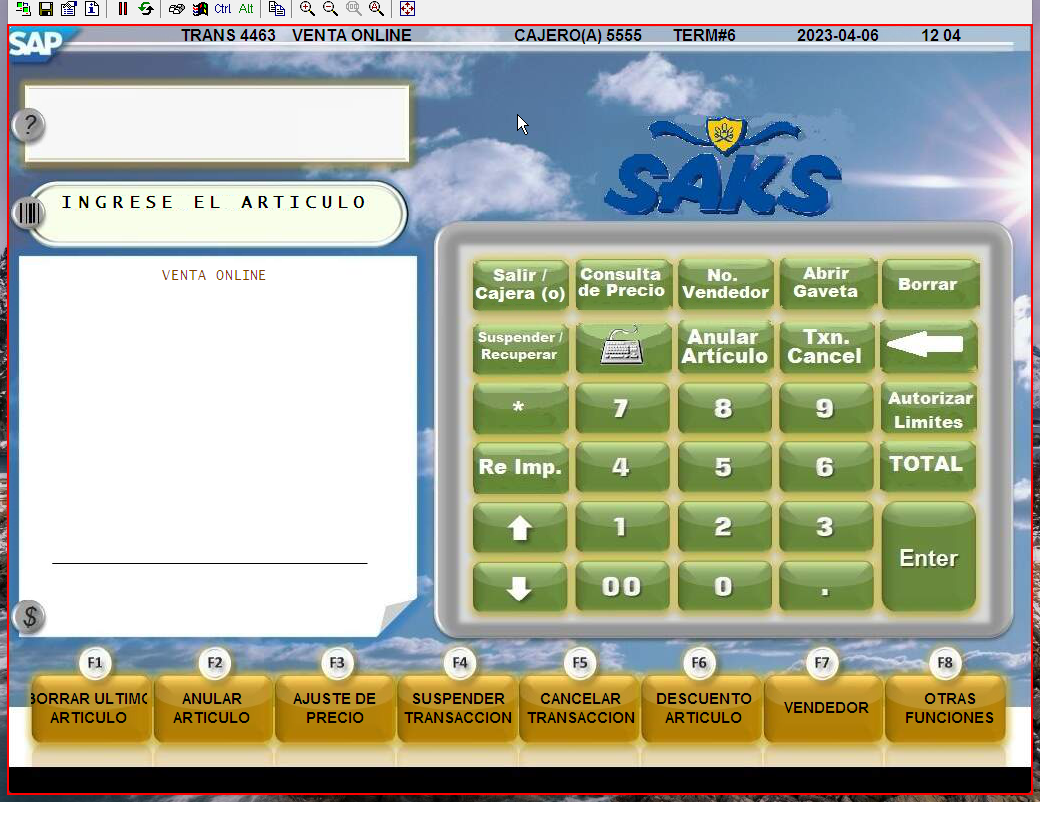 Ctrl Alt
SAP
TRANS 4463 VENTA ONLINE CAJERO(A) 5555 TERM#6 2023-04-06 12 04
?
INGRESE EL ARTICULO
VENTA ONLINE
$
SAKS
Salir / Cajera (o)
Consulta de Precio
No. Vendedor
Abrir Gaveta
Borrar
Suspender / Recuperar
Anular Artículo
Txn. Cancel
* 7 8 9
Autorizar Limites
Re Imp. 4 5 6 TOTAL
1 2 3
Enter
00 0 .
F1 F2 F3 F4 F5 F6 F7 F8
BORRAR ULTIMO ARTICULO
ANULAR ARTICULO
AJUSTE DE PRECIO
SUSPENDER TRANSACCION
CANCELAR TRANSACCION
DESCUENTO ARTICULO
VENDEDOR
OTRAS FUNCIONES